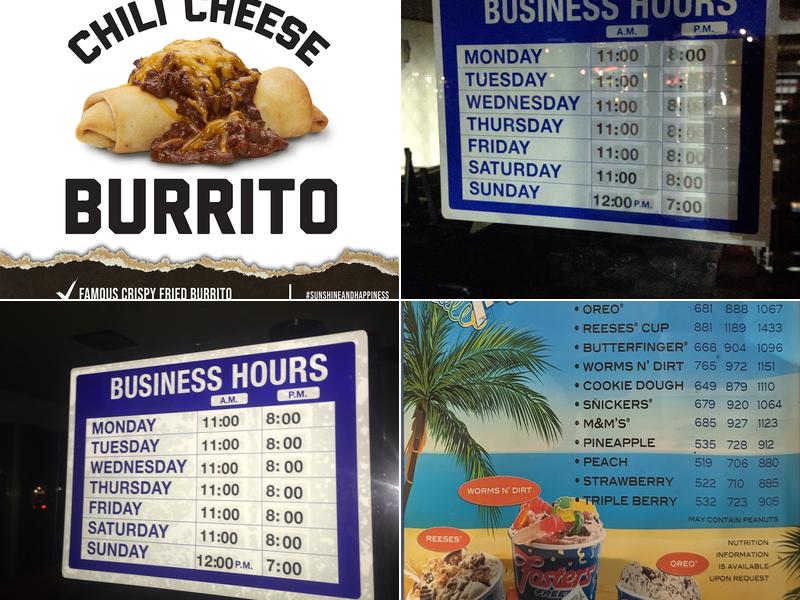 CHILI CHEESE
BURRITO
FAMOUS CRISPY FRIED BURRITO
#SUNSHINEANDHAPPINESS
BUSINESS HOURS
A.M. P.M.
MONDAY 11:00 8:00
TUESDAY 11:00
WEDNESDAY 11:00 8:
THURSDAY 11:00 8:
FRIDAY 11:00 8:00
SATURDAY 11:00 8:00
SUNDAY 12:00 P.M. 7:00
BUSINESS HOURS
A.M. P.M.
MONDAY 11:00 8:00
TUESDAY 11:00 8:00
WEDNESDAY 11:00 8:00
THURSDAY 11:00 8:00
FRIDAY 11:00 8:00
SATURDAY 11:00 8:00
SUNDAY 12:00 P.M. 7:00
• OREO® 681 888 1067
• REESES® CUP 881 1189 1433
• BUTTERFINGER® 668 904 1096
• WORMS N' DIRT 765 972 1151
• COOKIE DOUGH 649 879 1110
• SNICKERS® 679 920 1064
• M&M'S® 685 927 1123
• PINEAPPLE 535 728 912
• PEACH 519 706 880
• STRAWBERRY 522 710 885
• TRIPLE BERRY 532 723 905
MAY CONTAIN PEANUTS
WORMS N' DIRT
REESES®
OREO®
NUTRITION
INFORMATION
IS AVAILABLE
UPON REQUEST
Fosters
FREEZE